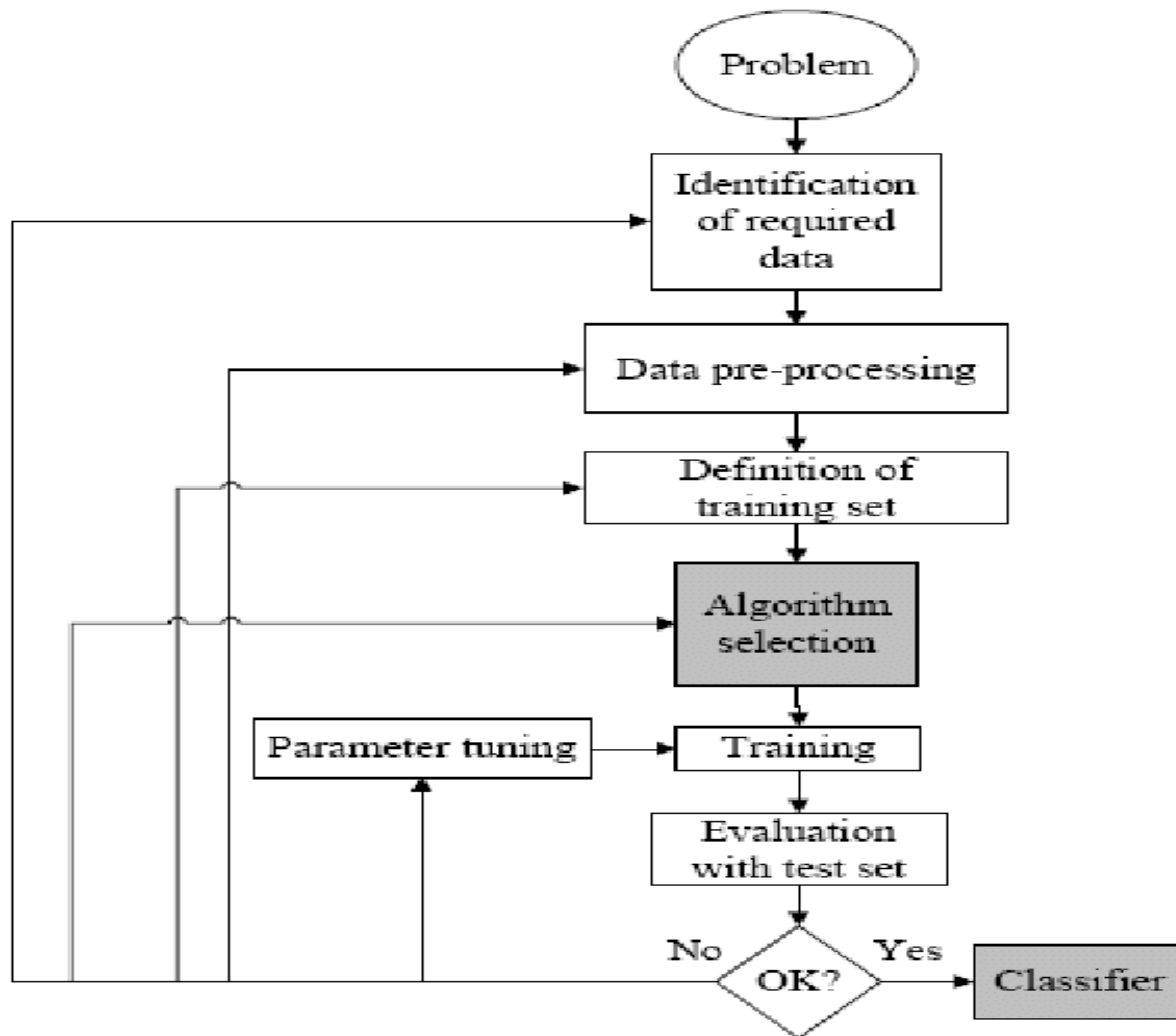 Problem
Identification
of required
data
Data pre-processing
Definition of
training set
Algorithm
selection
Parameter tuning
Training
Evaluation
with test set
No
Yes
OK?
Classifier